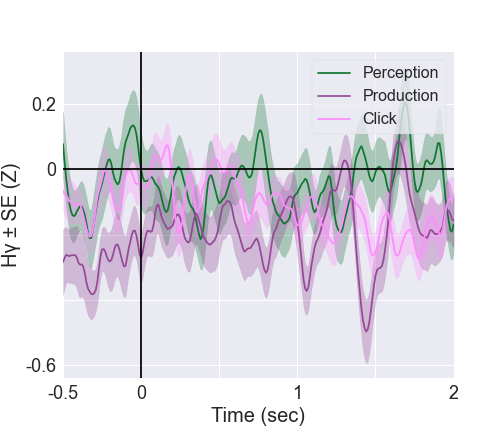 Perception
Production
Click
0.2
0
-0.6
Hγ ± SE (Z)
-0.5
0
1
2
Time (sec)